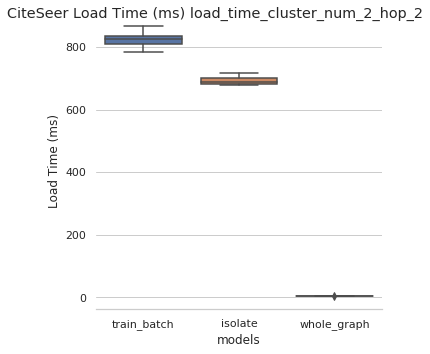 CiteSeer Load Time (ms) load_time_cluster_num_2_hop_2
800
600
400
200
0
Load Time (ms)
train_batch
isolate
whole_graph
models